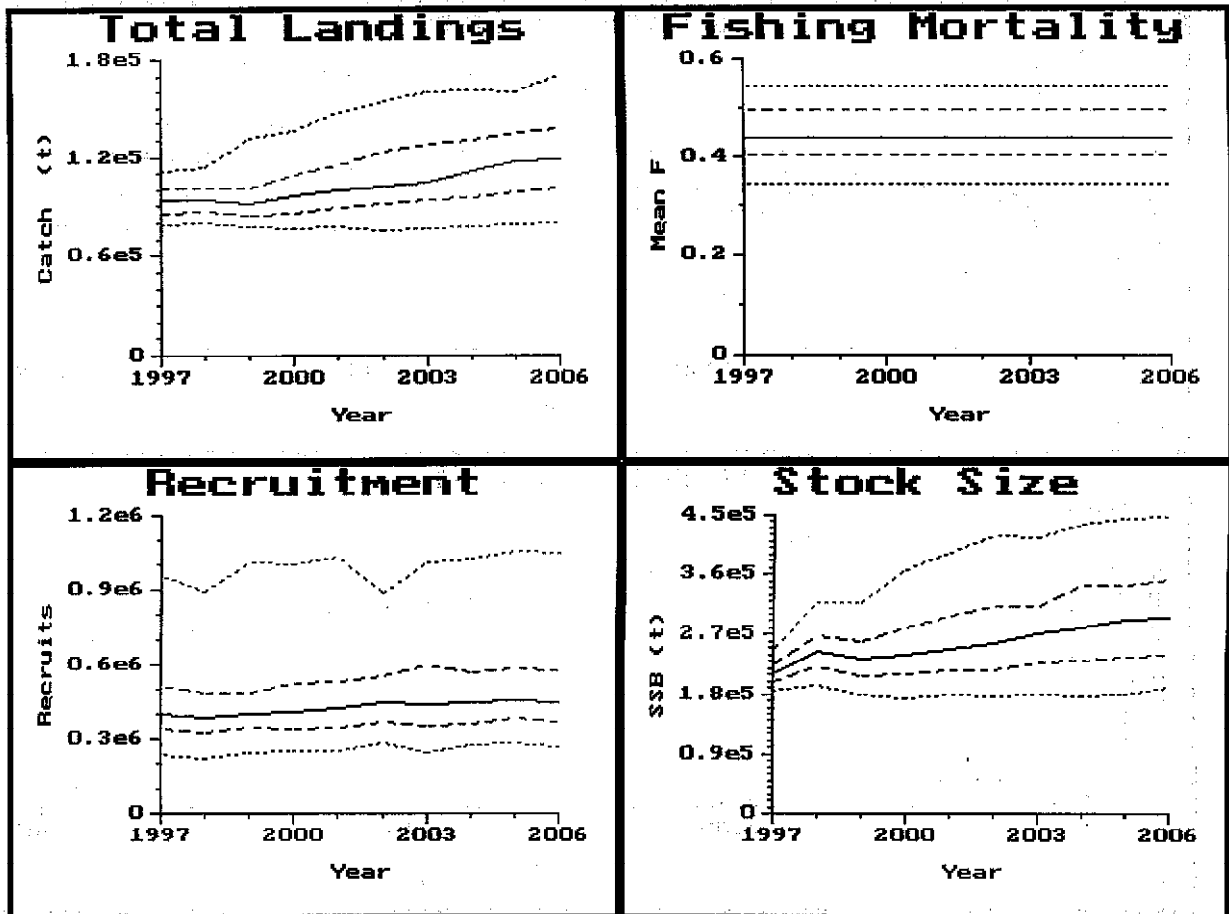 Total Landings
1.8e5
1.2e5
0.6e5
0
Catch (t)
1997 2000 2003 2006
Year
Fishing Mortality
0.6
0.4
0.2
0
Mean F
1997 2000 2003 2006
Year
Recruitment
1.2e6
0.9e6
0.6e6
0.3e6
0
Recruits
1997 2000 2003 2006
Year
Stock Size
4.5e5
3.6e5
2.7e5
1.8e5
0.9e5
0
SSB (t)
1997 2000 2003 2006
Year